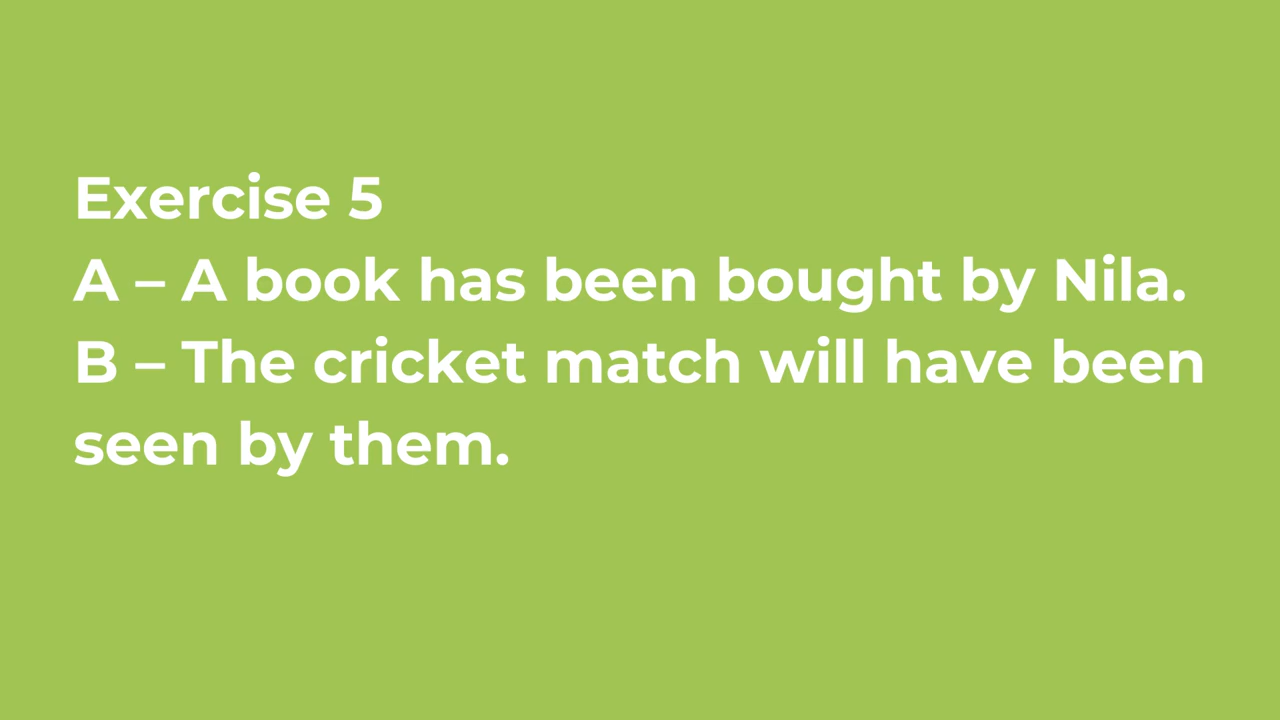 Exercise 5
A – A book has been bought by Nila.
B – The cricket match will have been
seen by them.